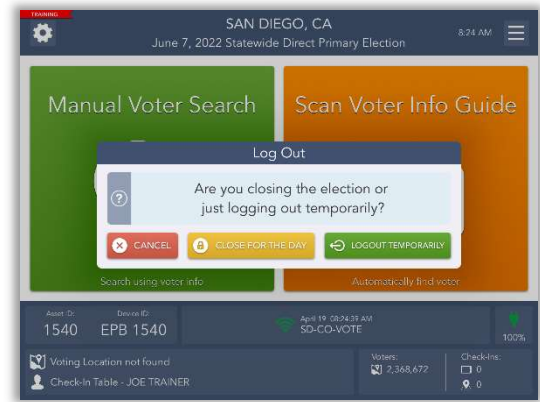 TRAINING
SAN DIEGO, CA
June 7, 2022 Statewide Direct Primary Election
8:24 AM
Manual Voter Search
Scan Voter Info Guide
Log Out
Are you closing the election or
just logging out temporarily?
CANCEL
CLOSE FOR THE DAY
LOGOUT TEMPORARILY
Search using voter info
Automatically find voter
Asset ID:
1540
Device ID:
EPB 1540
April 19 08:24:39 AM
SD-CO-VOTE
100%
Voting Location not found
Check-In Table - JOE TRAINER
Voters:
2,368,672
Check-Ins:
0
0